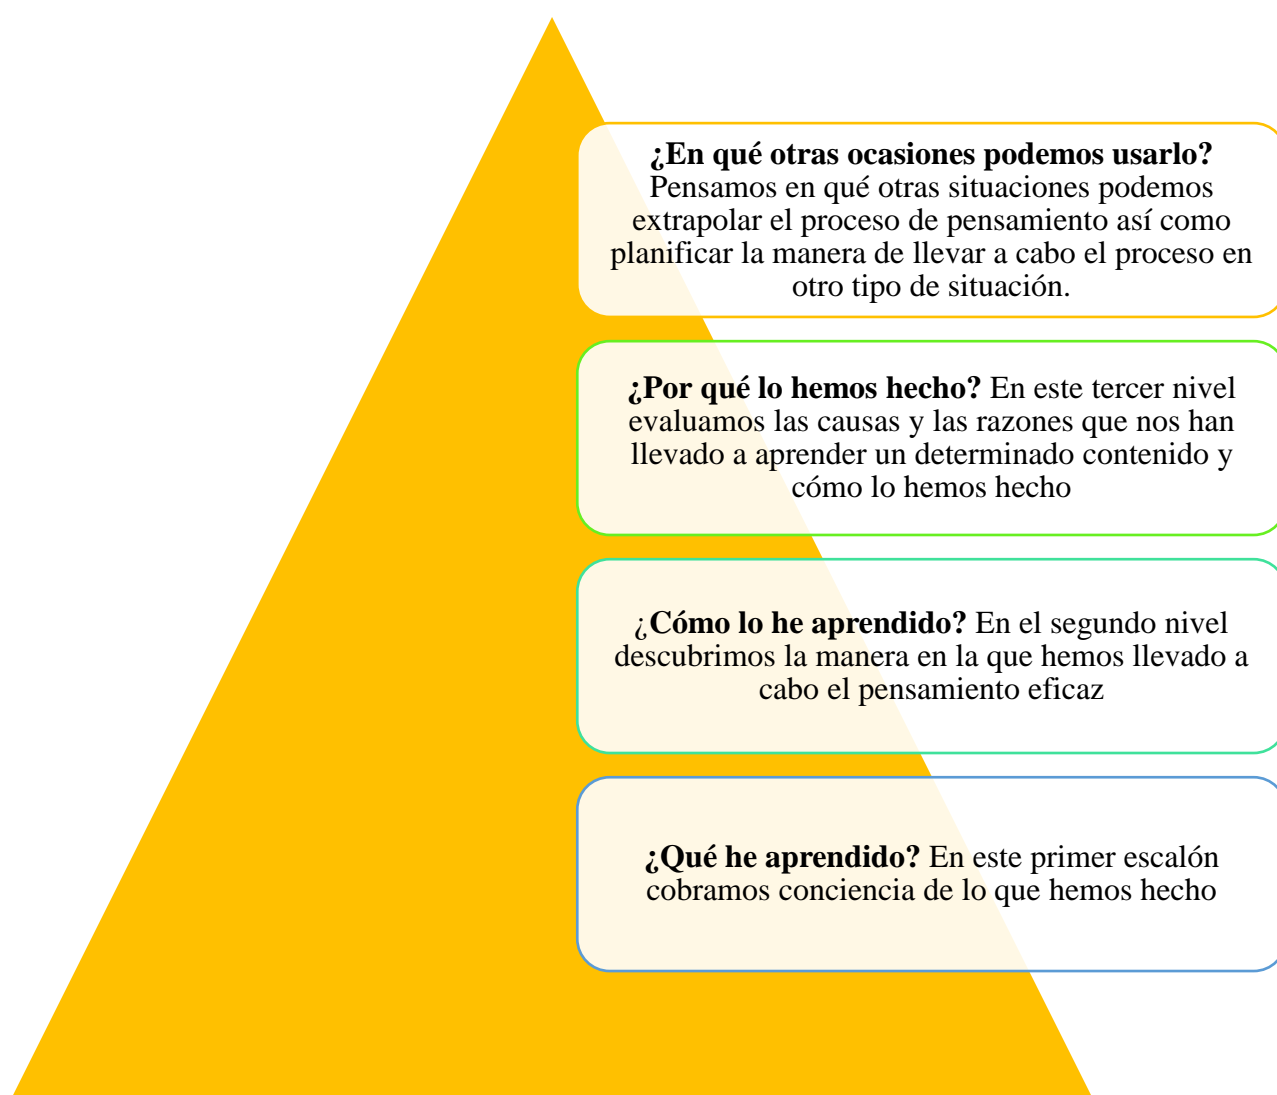 ¿En qué otras ocasiones podemos usarlo?
Pensamos en qué otras situaciones podemos
extrapolar el proceso de pensamiento así como
planificar la manera de llevar a cabo el proceso en
otro tipo de situación.
¿Por qué lo hemos hecho? En este tercer nivel
evaluamos las causas y las razones que nos han
llevado a aprender un determinado contenido y
cómo lo hemos hecho
¿Cómo lo he aprendido? En el segundo nivel
descubrimos la manera en la que hemos llevado a
cabo el pensamiento eficaz
¿Qué he aprendido? En este primer escalón
cobramos conciencia de lo que hemos hecho